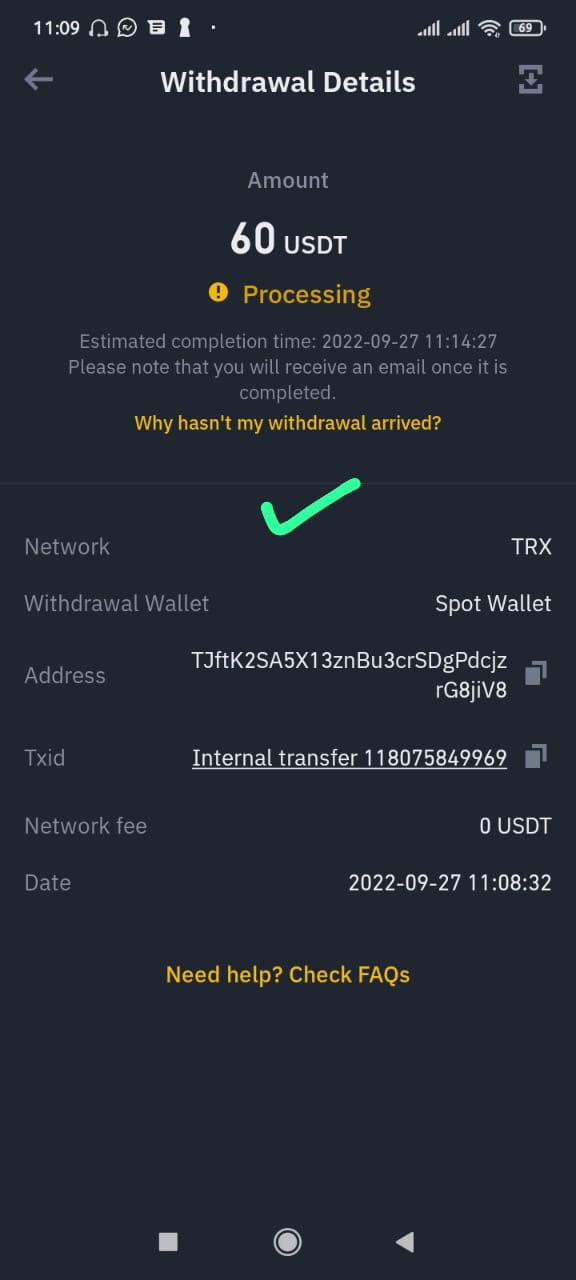 11:09
69
Withdrawal Details
Amount
60 USDT
Processing
Estimated completion time: 2022-09-27 11:14:27
Please note that you will receive an email once it is
completed.
Why hasn't my withdrawal arrived?
Network TRX
Withdrawal Wallet Spot Wallet
Address TJftK2SA5X13znBu3crSDgPdcjz
rG8jiV8
Txid Internal transfer 118075849969
Network fee 0 USDT
Date 2022-09-27 11:08:32
Need help? Check FAQs